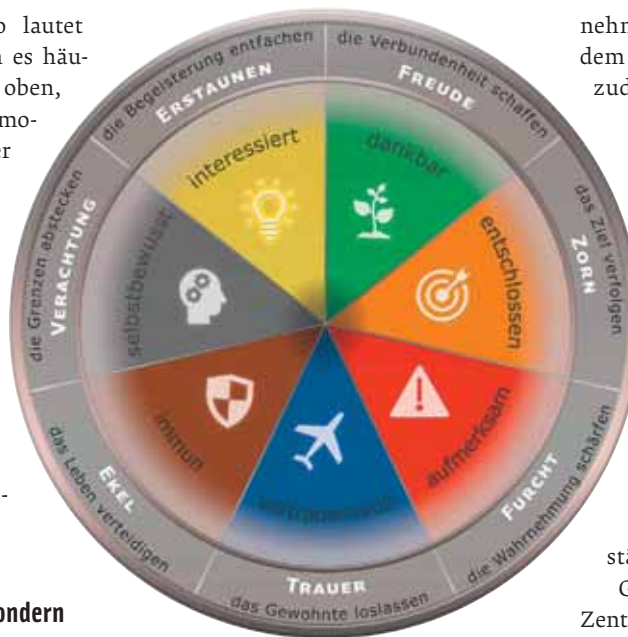 lautet
es häu-
oben,
mo-
nehm
dem
zud
die Begeisterung entfachen
ERSTAUNEN
interessiert
die Verbundenheit schaffen
FREUDE
dankbar
das Ziel verfolgen
ZORN
entschlossen
die Wahrnehmung schärfen
FURCHT
aufmerksam
das Gewohnte loslassen
TRAUER
vertrauensvoll
das Leben verteidigen
EKEL
immun
die Grenzen abstecken
VERACHTUNG
selbstbewusst
ondern
stä
G
Zent